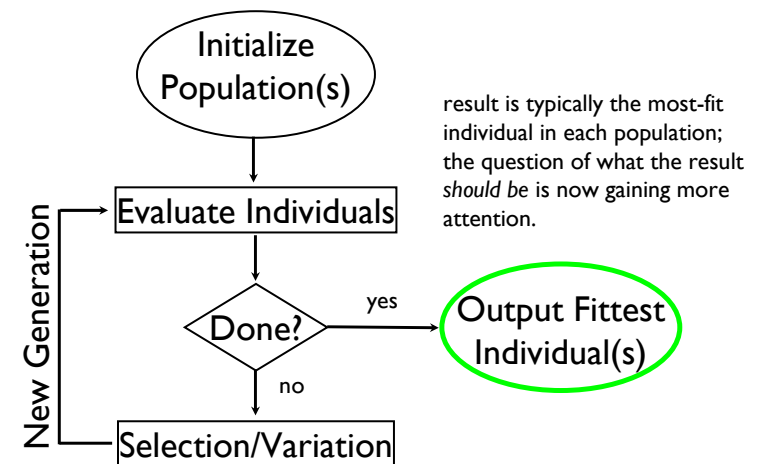 Initialize
Population(s)
result is typically the most-fit
individual in each population;
the question of what the result
should be is now gaining more
attention.
Evaluate Individuals
New Generation
Done?
yes
Output Fittest
Individual(s)
no
Selection/Variation